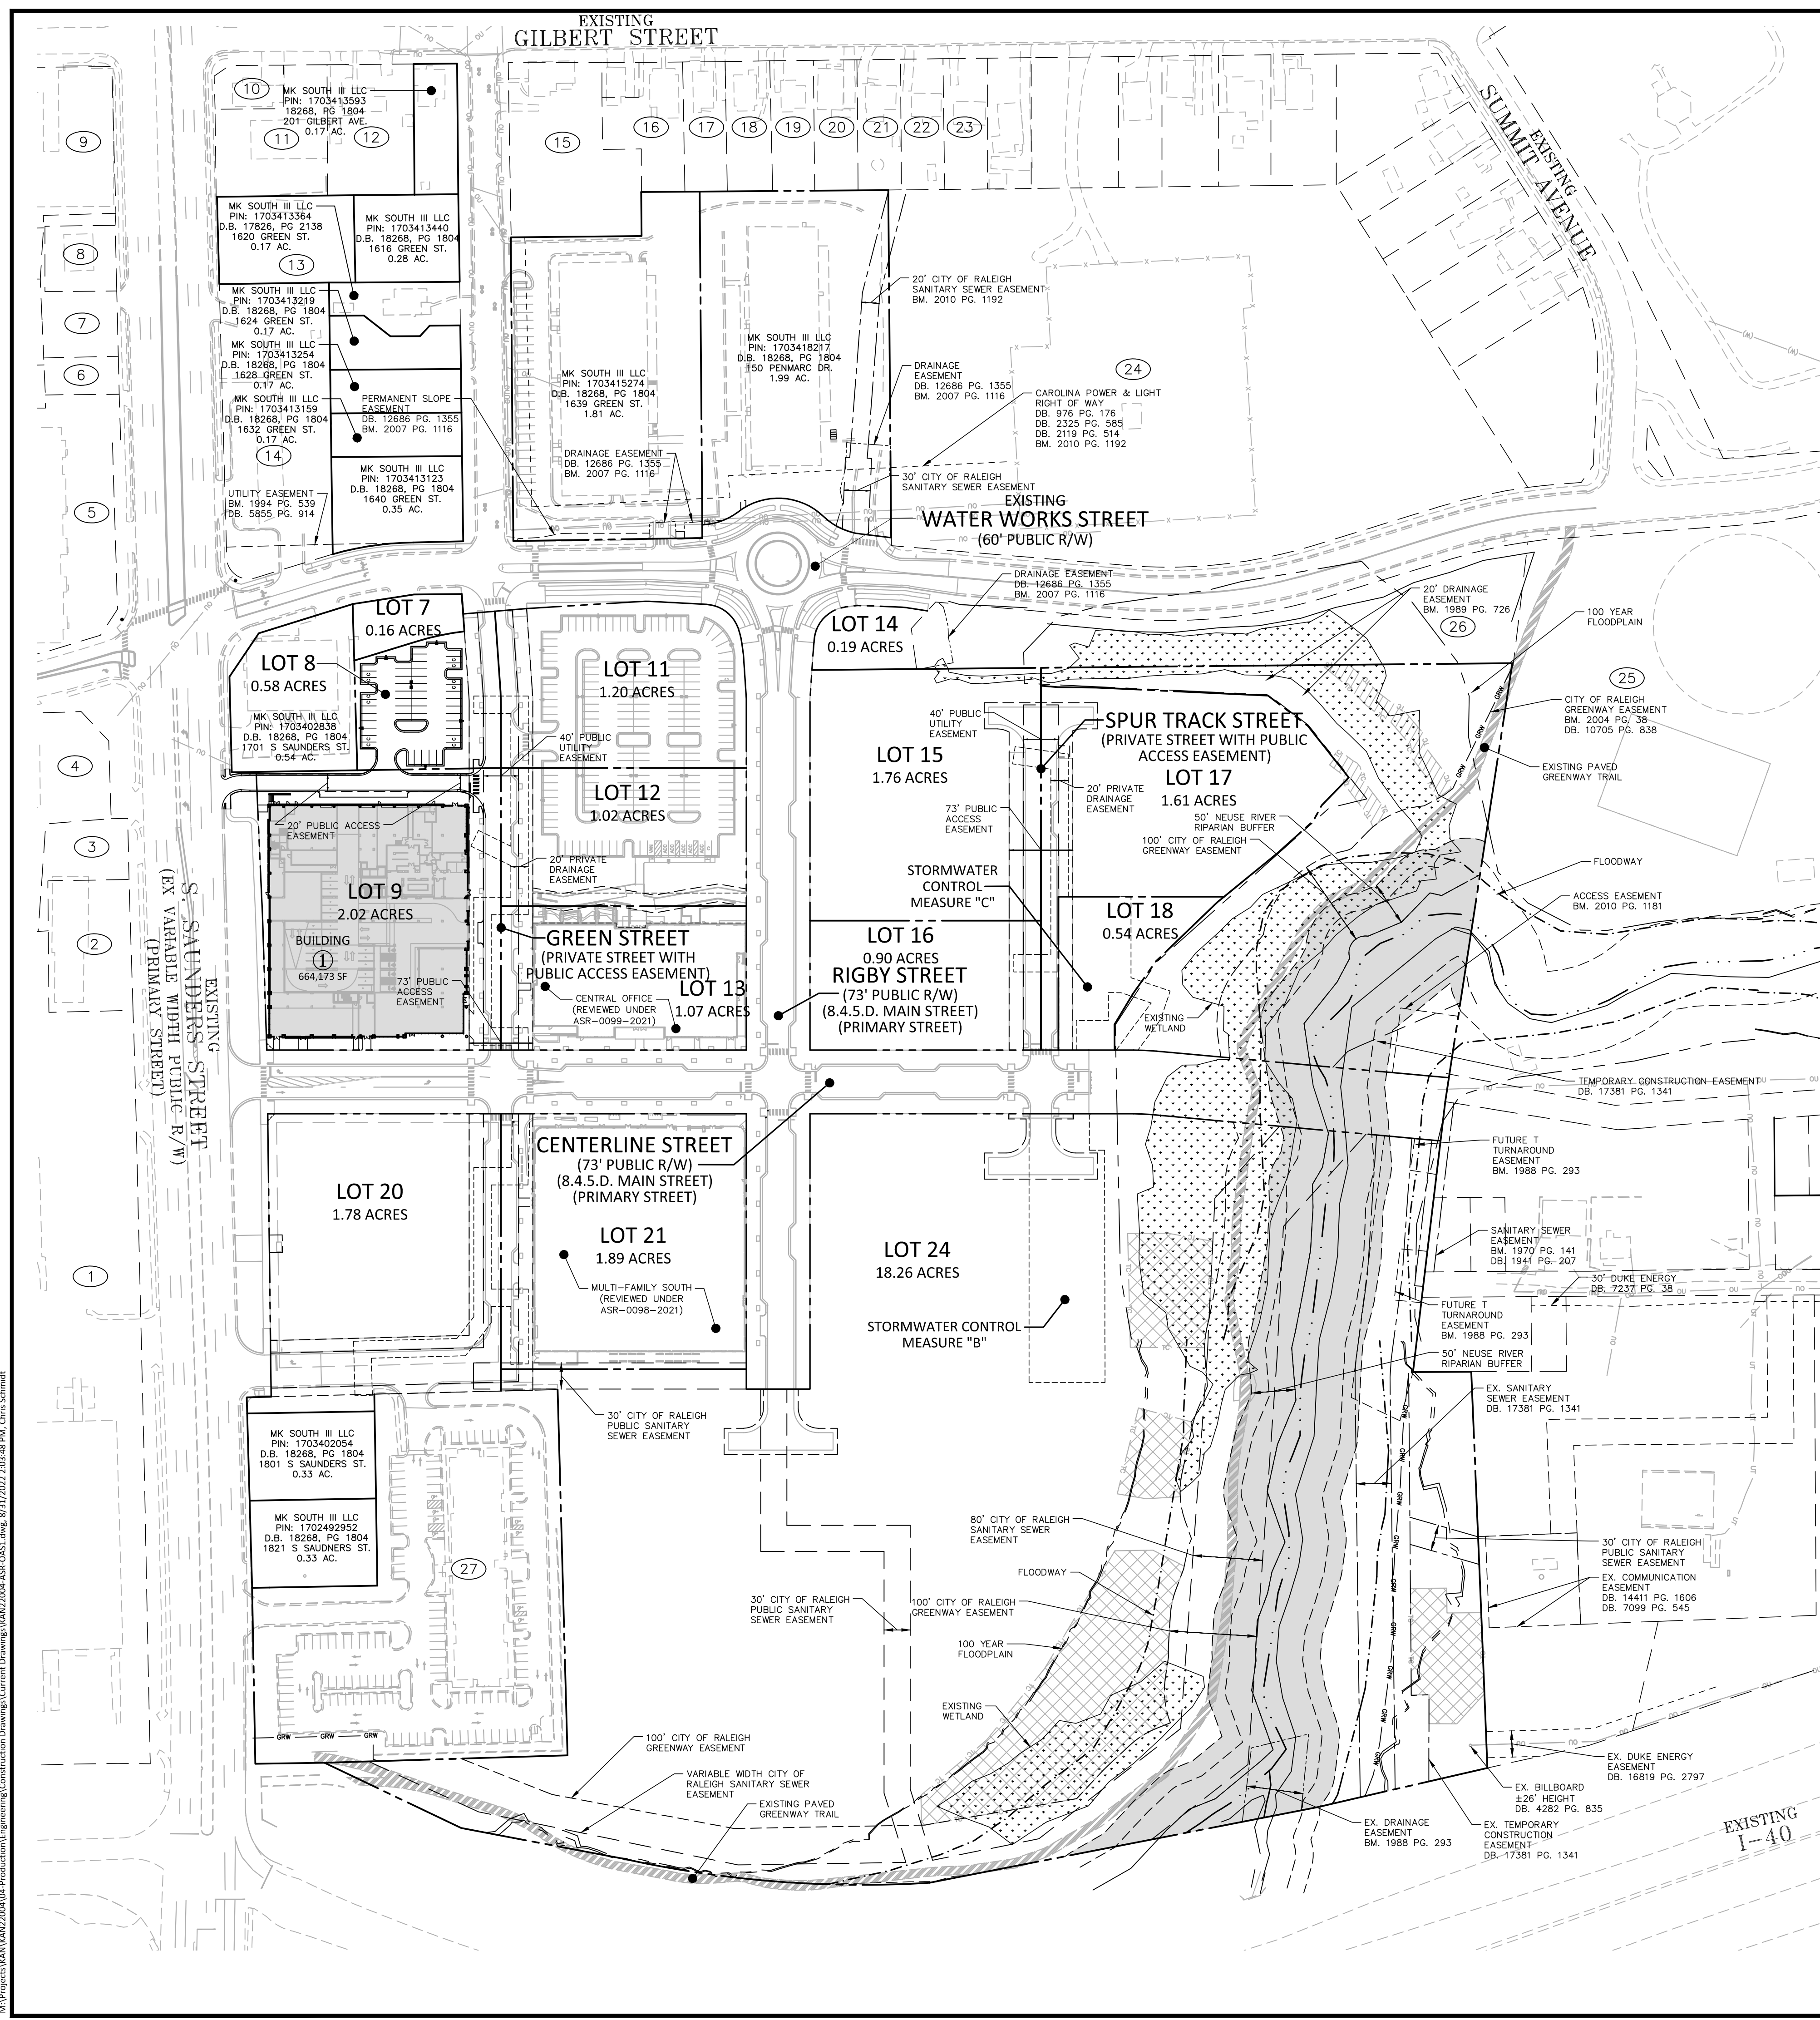 EXISTING
GILBERT STREET
EXISTING
SUMMIT AVENUE
9
8
7
6
5
4
3
2
1
10
11
12
MK SOUTH III LLC
PIN: 1703413593
18268, PG 1804
201 GILBERT AVE.
0.17 AC.
15
16
17
18
19
20
21
22
23
MK SOUTH III LLC
PIN: 1703413364
D.B. 17826, PG 2138
1620 GREEN ST.
0.17 AC.
13
MK SOUTH III LLC
PIN: 1703413440
D.B. 18268, PG 1804
1616 GREEN ST.
0.28 AC.
MK SOUTH III LLC
PIN: 1703413219
D.B. 18268, PG 1804
1624 GREEN ST.
0.17 AC.
MK SOUTH III LLC
PIN: 1703413254
D.B. 18268, PG 1804
1628 GREEN ST.
0.17 AC.
MK SOUTH III LLC
PIN: 1703413159
D.B. 18268, PG 1804
1632 GREEN ST.
0.17 AC.
14
PERMANENT SLOPE
EASEMENT
DB. 12686 PG. 1355
BM. 2007 PG. 1116
MK SOUTH III LLC
PIN: 1703413123
D.B. 18268, PG 1804
1640 GREEN ST.
0.35 AC.
UTILITY EASEMENT
BM. 1994 PG. 539
DB. 5855 PG. 914
MK SOUTH III LLC
PIN: 1703415274
D.B. 18268, PG 1804
1639 GREEN ST.
1.81 AC.
DRAINAGE EASEMENT
DB. 12686 PG. 1355
BM. 2007 PG. 1116
MK SOUTH III LLC
PIN: 1703418217
D.B. 18268, PG 1804
150 PENMARC DR.
1.99 AC.
20' CITY OF RALEIGH
SANITARY SEWER EASEMENT
BM. 2010 PG. 1192
DRAINAGE
EASEMENT
DB. 12686 PG. 1355
BM. 2007 PG. 1116
24
CAROLINA POWER & LIGHT
RIGHT OF WAY
DB. 976 PG. 176
DB. 2325 PG. 585
DB. 2119 PG. 514
BM. 2010 PG. 1192
30' CITY OF RALEIGH
SANITARY SEWER EASEMENT
EXISTING
WATER WORKS STREET
(60' PUBLIC R/W)
DRAINAGE EASEMENT
DB. 12686 PG. 1355
BM. 2007 PG. 1116
20' DRAINAGE
EASEMENT
BM. 1989 PG. 726
26
100 YEAR
FLOODPLAIN
25
CITY OF RALEIGH
GREENWAY EASEMENT
BM. 2004 PG. 38
DB. 10705 PG. 838
EXISTING PAVED
GREENWAY TRAIL
LOT 7
0.16 ACRES
LOT 8
0.58 ACRES
MK SOUTH III LLC
PIN: 1703402838
D.B. 18268, PG 1804
1701 S SAUNDERS ST.
0.54 AC.
LOT 11
1.20 ACRES
40' PUBLIC
UTILITY
EASEMENT
LOT 12
1.02 ACRES
LOT 14
0.19 ACRES
40' PUBLIC
UTILITY
EASEMENT
LOT 15
1.76 ACRES
SPUR TRACK STREET
(PRIVATE STREET WITH PUBLIC
ACCESS EASEMENT)
LOT 17
1.61 ACRES
20' PRIVATE
DRAINAGE
EASEMENT
73' PUBLIC
ACCESS
EASEMENT
50' NEUSE RIVER
RIPARIAN BUFFER
100' CITY OF RALEIGH
GREENWAY EASEMENT
FLOODWAY
ACCESS EASEMENT
BM. 2010 PG. 1181
20' PUBLIC ACCESS
EASEMENT
20' PRIVATE
DRAINAGE
EASEMENT
LOT 9
2.02 ACRES
BUILDING
1
664,173 SF
73' PUBLIC
ACCESS
EASEMENT
STORMWATER
CONTROL
MEASURE "C"
LOT 18
0.54 ACRES
GREEN STREET
(PRIVATE STREET WITH
PUBLIC ACCESS EASEMENT)
CENTRAL OFFICE
(REVIEWED UNDER
ASR-0099-2021)
LOT 13
1.07 ACRES
LOT 16
0.90 ACRES
RIGBY STREET
(73' PUBLIC R/W)
(8.4.5.D. MAIN STREET)
(PRIMARY STREET)
EXISTING
WETLAND
EXISTING
S. SAUNDERS STREET
(EX VARIABLE WIDTH PUBLIC R/W)
(PRIMARY STREET)
TEMPORARY CONSTRUCTION EASEMENT
DB. 17381 PG. 1341
CENTERLINE STREET
(73' PUBLIC R/W)
(8.4.5.D. MAIN STREET)
(PRIMARY STREET)
FUTURE T
TURNAROUND
EASEMENT
BM. 1988 PG. 293
LOT 20
1.78 ACRES
LOT 21
1.89 ACRES
MULTI-FAMILY SOUTH
(REVIEWED UNDER
ASR-0098-2021)
LOT 24
18.26 ACRES
STORMWATER CONTROL
MEASURE "B"
SANITARY SEWER
EASEMENT
BM. 1970 PG. 141
DB. 1941 PG. 207
30' DUKE ENERGY
DB. 7237 PG. 38
FUTURE T
TURNAROUND
EASEMENT
BM. 1988 PG. 293
50' NEUSE RIVER
RIPARIAN BUFFER
EX. SANITARY
SEWER EASEMENT
DB. 17381 PG. 1341
30' CITY OF RALEIGH
PUBLIC SANITARY
SEWER EASEMENT
MK SOUTH III LLC
PIN: 1703402054
D.B. 18268, PG 1804
1801 S SAUNDERS ST.
0.33 AC.
MK SOUTH III LLC
PIN: 1702492952
D.B. 18268, PG 1804
1821 S SAUDNERS ST.
0.33 AC.
27
80' CITY OF RALEIGH
SANITARY SEWER
EASEMENT
FLOODWAY
30' CITY OF RALEIGH
PUBLIC SANITARY
SEWER EASEMENT
100' CITY OF RALEIGH
GREENWAY EASEMENT
100 YEAR
FLOODPLAIN
30' CITY OF RALEIGH
PUBLIC SANITARY
SEWER EASEMENT
EX. COMMUNICATION
EASEMENT
DB. 14411 PG. 1606
DB. 7099 PG. 545
EXISTING
WETLAND
GRW GRW GRW
100' CITY OF RALEIGH
GREENWAY EASEMENT
VARIABLE WIDTH CITY OF
RALEIGH SANITARY SEWER
EASEMENT
EXISTING PAVED
GREENWAY TRAIL
EX. DUKE ENERGY
EASEMENT
DB. 16819 PG. 2797
EX. BILLBOARD
±26' HEIGHT
DB. 4282 PG. 835
EX. DRAINAGE
EASEMENT
BM. 1988 PG. 293
EX. TEMPORARY
CONSTRUCTION
EASEMENT
DB. 17381 PG. 1341
EXISTING
I-40
M:\Projects\KAN\KAN22004\04-Production\Engineering\Construction Drawings\Current Drawings\KAN22004-ASR-OAS1.dwg, 8/31/2022 2:03:48 PM, Chris Schmidt